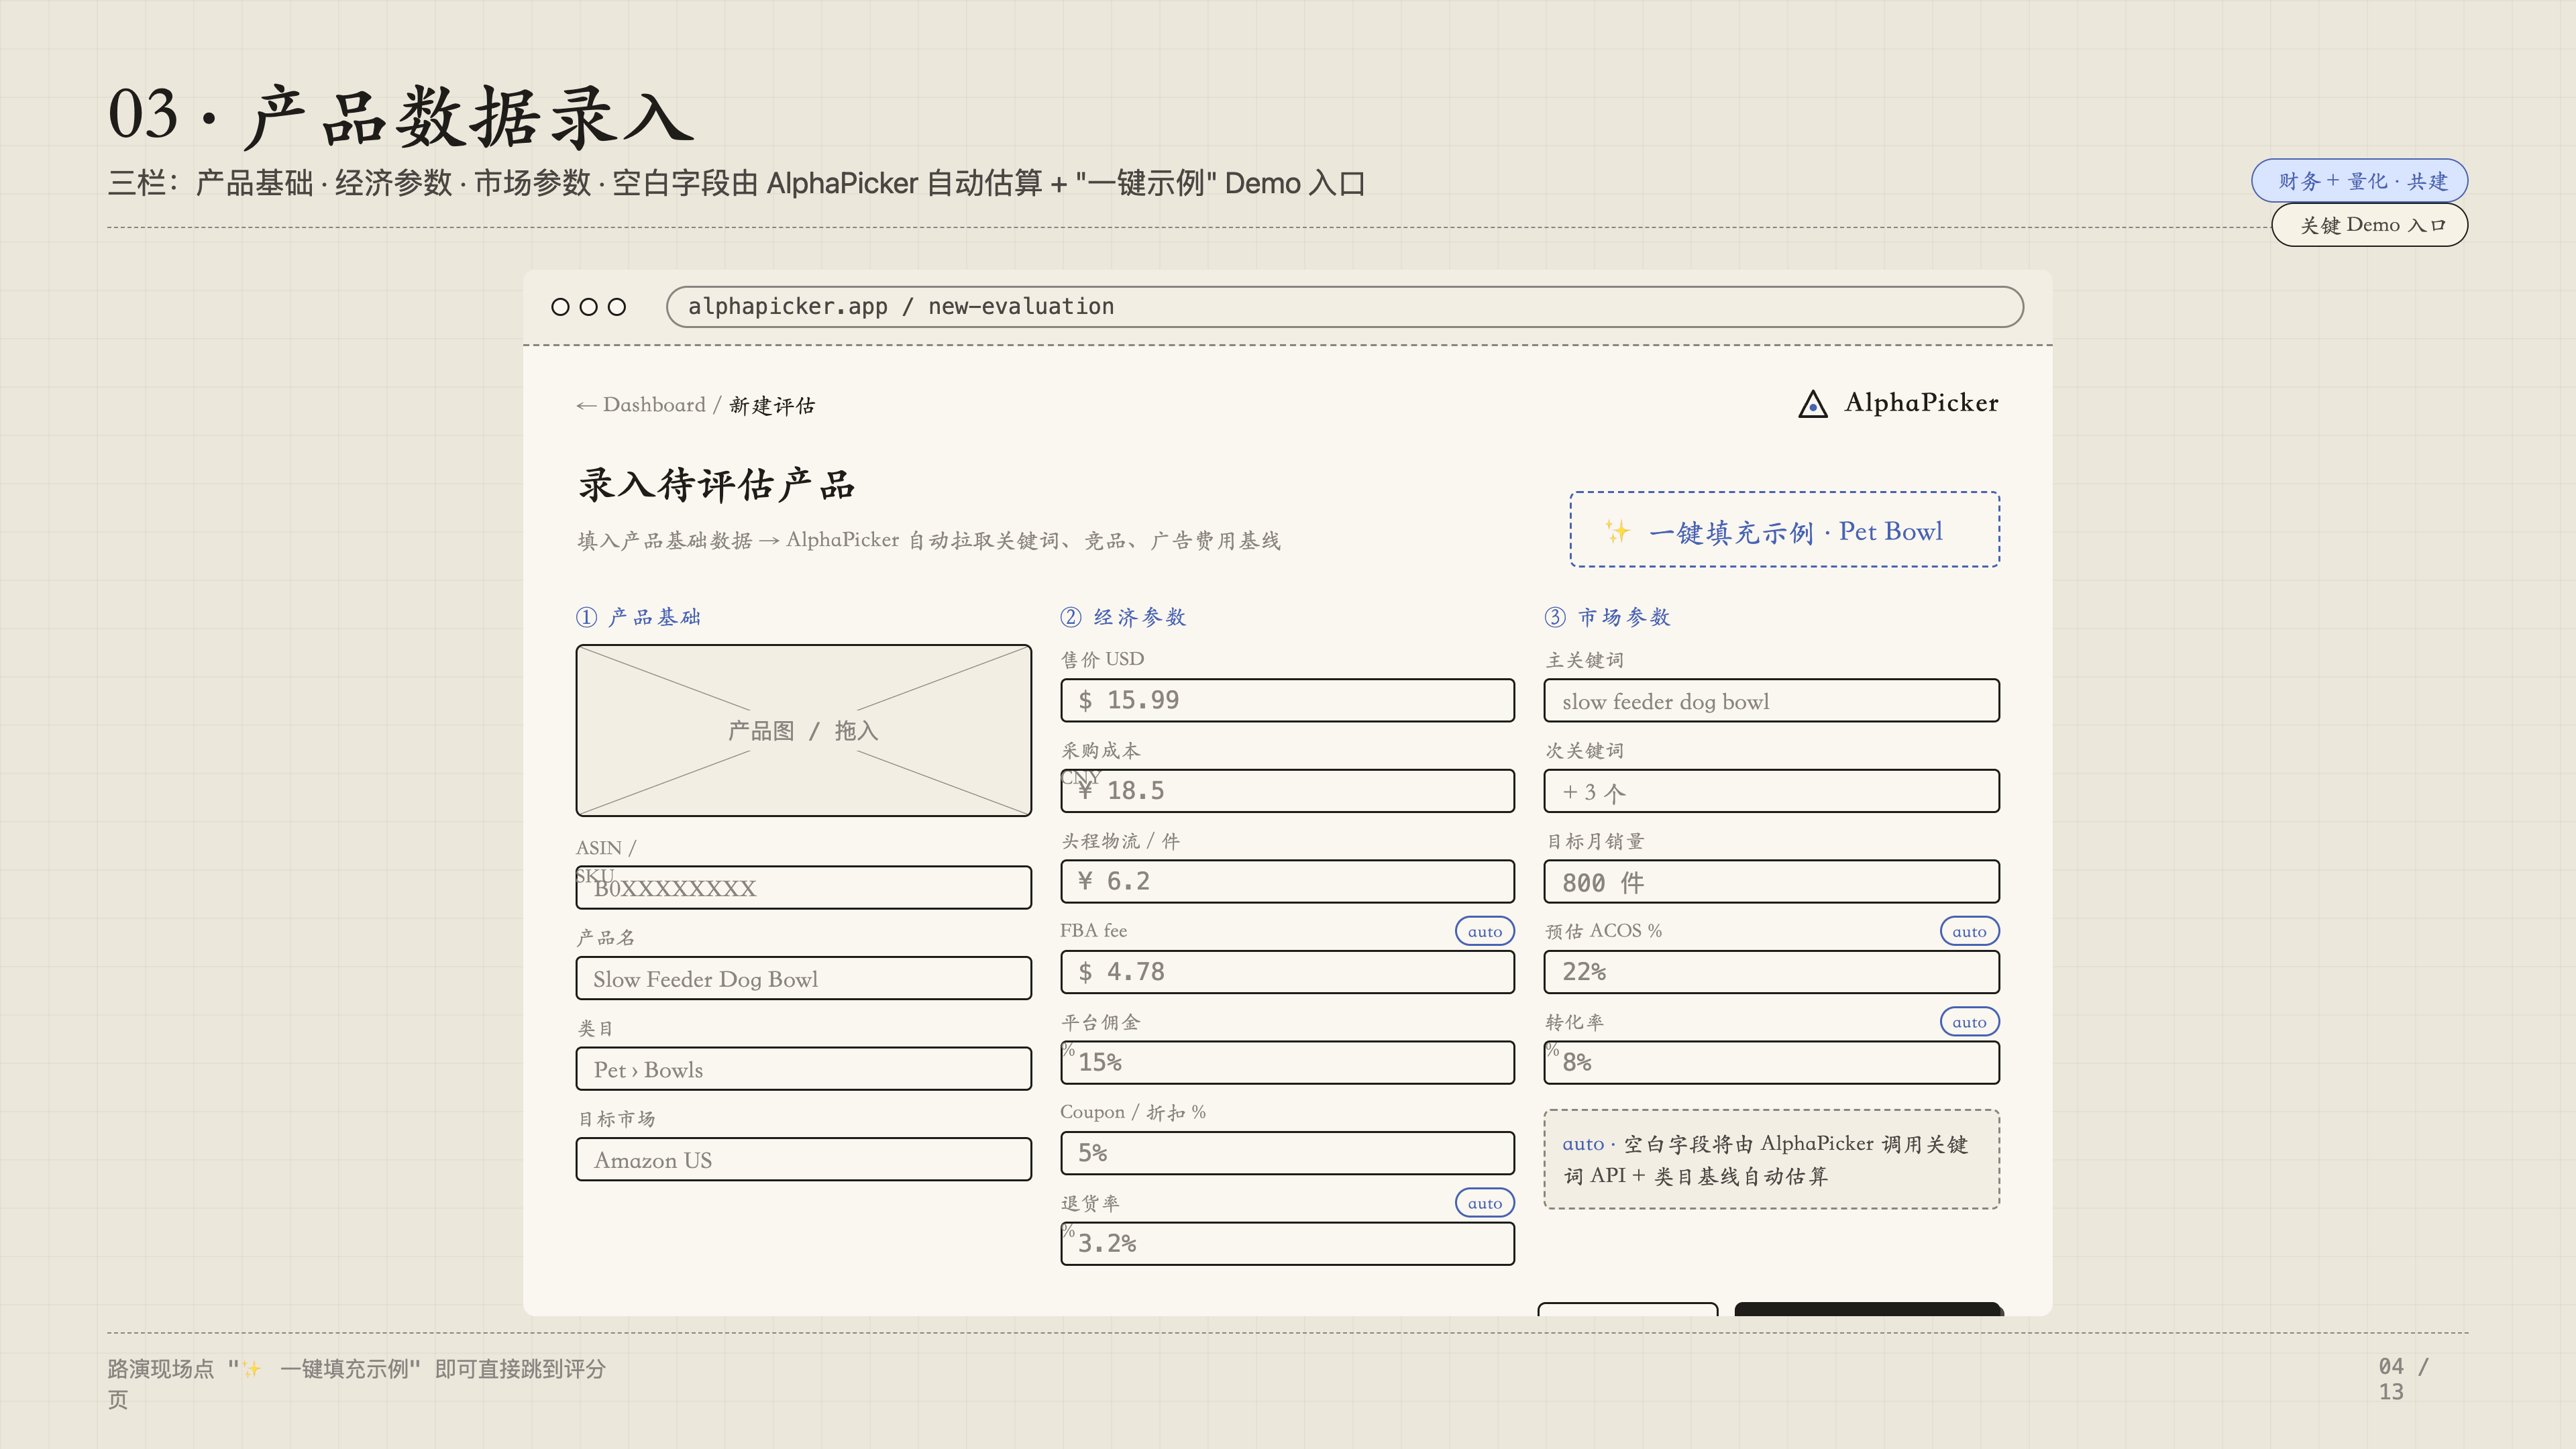 03 · 产品数据录入
三栏：产品基础 · 经济参数 · 市场参数 · 空白字段由 AlphaPicker 自动估算 + "一键示例" Demo 入口
财务 + 量化 · 共建
关键 Demo 入口
alphapicker.app / new-evaluation
← Dashboard / 新建评估
AlphaPicker
录入待评估产品
填入产品基础数据 → AlphaPicker 自动拉取关键词、竞品、广告费用基线
✨ 一键填充示例 · Pet Bowl
① 产品基础
产品图 / 拖入
ASIN /
SKU
B0XXXXXXXX
产品名
Slow Feeder Dog Bowl
类目
Pet › Bowls
目标市场
Amazon US
② 经济参数
售价 USD
$ 15.99
采购成本
CNY
¥ 18.5
头程物流 / 件
¥ 6.2
FBA fee
auto
$ 4.78
平台佣金
%
15%
Coupon / 折扣 %
5%
退货率
auto
%
3.2%
③ 市场参数
主关键词
slow feeder dog bowl
次关键词
+ 3 个
目标月销量
800 件
预估 ACOS %
auto
22%
转化率
auto
%
8%
auto · 空白字段将由 AlphaPicker 调用关键
词 API + 类目基线自动估算
路演现场点 "✨ 一键填充示例" 即可直接跳到评分
页
04 /
13